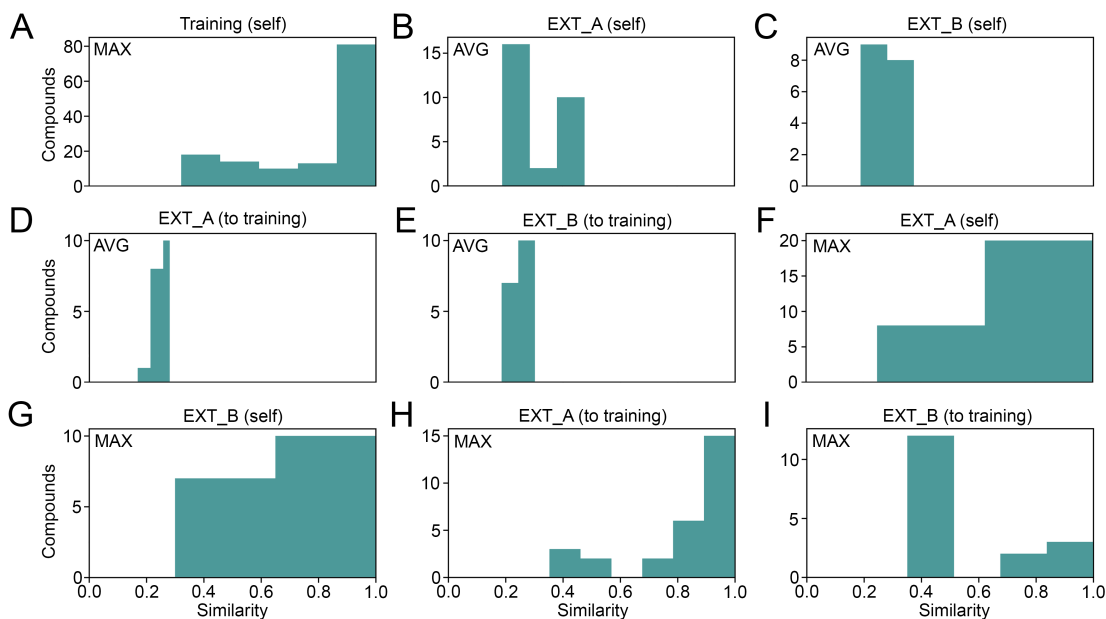 A
Training (self)
MAX
Compounds
80
60
40
20
0
B
EXT_A (self)
AVG
15
10
5
0
C
EXT_B (self)
AVG
8
6
4
2
0
D
EXT_A (to training)
AVG
Compounds
10
5
0
E
EXT_B (to training)
AVG
10
5
0
F
EXT_A (self)
MAX
20
15
10
5
0
G
EXT_B (self)
MAX
Compounds
10
5
0
0.0 0.2 0.4 0.6 0.8 1.0
Similarity
H
EXT_A (to training)
MAX
15
10
5
0
0.0 0.2 0.4 0.6 0.8 1.0
Similarity
I
EXT_B (to training)
MAX
10
5
0
0.0 0.2 0.4 0.6 0.8 1.0
Similarity